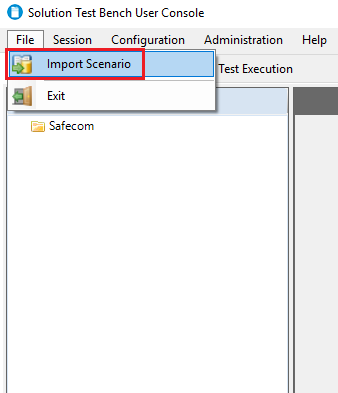 Solution Test Bench User Console
File Session Configuration Administration Help
Import Scenario
Test Execution
Exit
Safecom